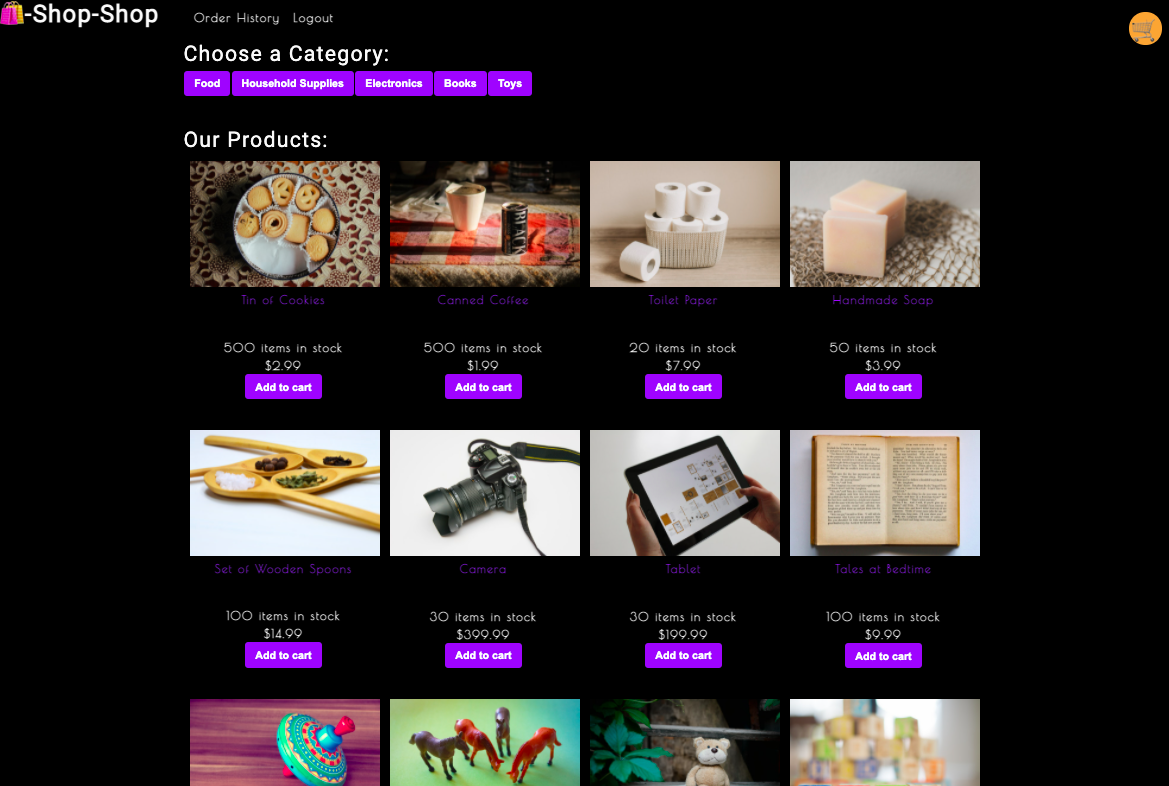 -Shop-Shop
Order History Logout
Choose a Category:
Food Household Supplies Electronics Books Toys
Our Products:
Tin of Cookies Canned Coffee Toilet Paper Handmade Soap
500 items in stock 500 items in stock 20 items in stock 50 items in stock
$2.99 $1.99 $7.99 $3.99
Add to cart Add to cart Add to cart Add to cart
Set of Wooden Spoons Camera Tablet Tales at Bedtime
100 items in stock 30 items in stock 30 items in stock 100 items in stock
$14.99 $399.99 $199.99 $9.99
Add to cart Add to cart Add to cart Add to cart